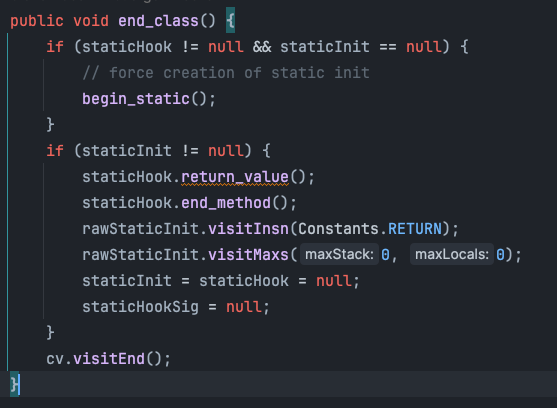 public void end_class() {
    if (staticHook != null && staticInit == null) {
        // force creation of static init
        begin_static();
    }
    if (staticInit != null) {
        staticHook.return_value();
        staticHook.end_method();
        rawStaticInit.visitInsn(Constants.RETURN);
        rawStaticInit.visitMaxs( maxStack: 0, maxLocals: 0);
        staticInit = staticHook = null;
        staticHookSig = null;
    }
    cv.visitEnd();
}